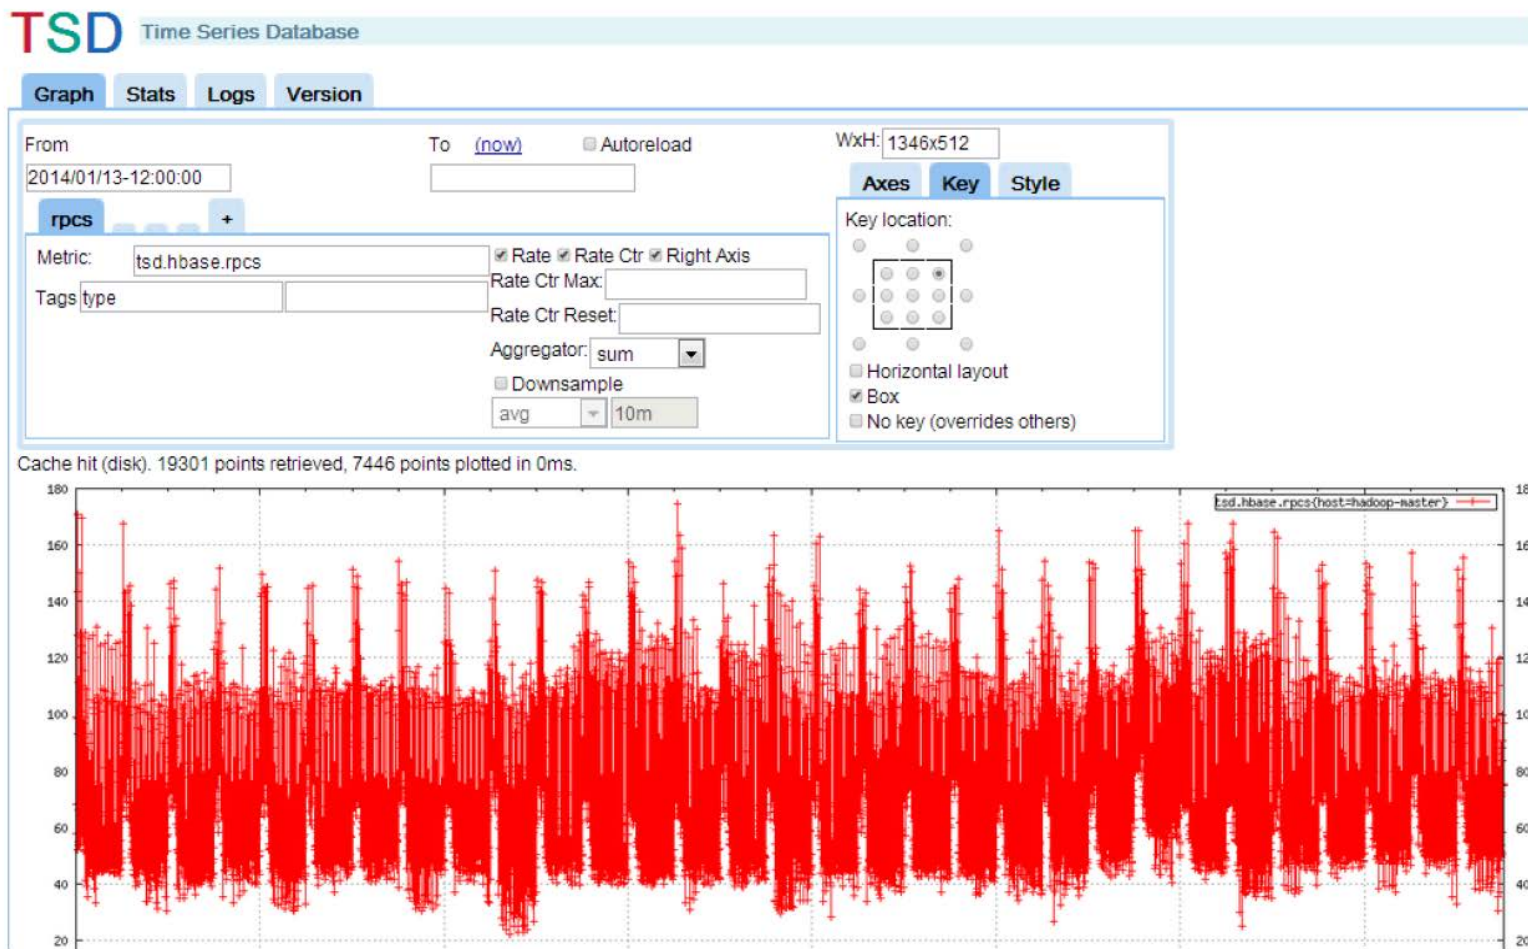 TSD Time Series Database
Graph Stats Logs Version
From To (now) Autoreload WxH: 1346x512
2014/01/13-12:00:00
Axes Key Style
rpcs +
Key location:
Metric: tsd.hbase.rpcs Rate Rate Ctr Right Axis
Rate Ctr Max:
Tags type
Rate Ctr Reset:
Aggregator: sum
Horizontal layout
Downsample
Box
avg 10m
No key (overrides others)
Cache hit (disk). 19301 points retrieved, 7446 points plotted in 0ms.
180
tsd.hbase.rpcs{host=hadoop-master}
160
140
120
100
80 80
60 60
40 40
20 20